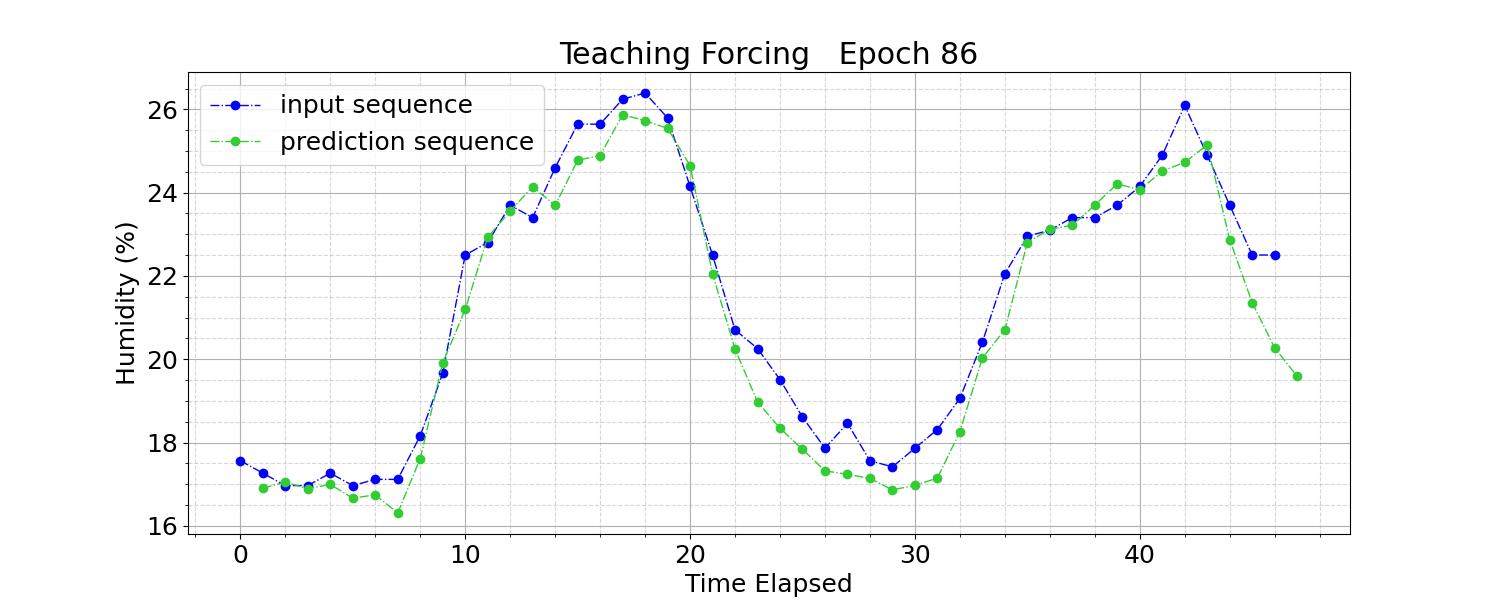 Teaching Forcing   Epoch 86
input sequence
prediction sequence
26
24
22
20
18
16
Humidity (%)
0 10 20 30 40
Time Elapsed